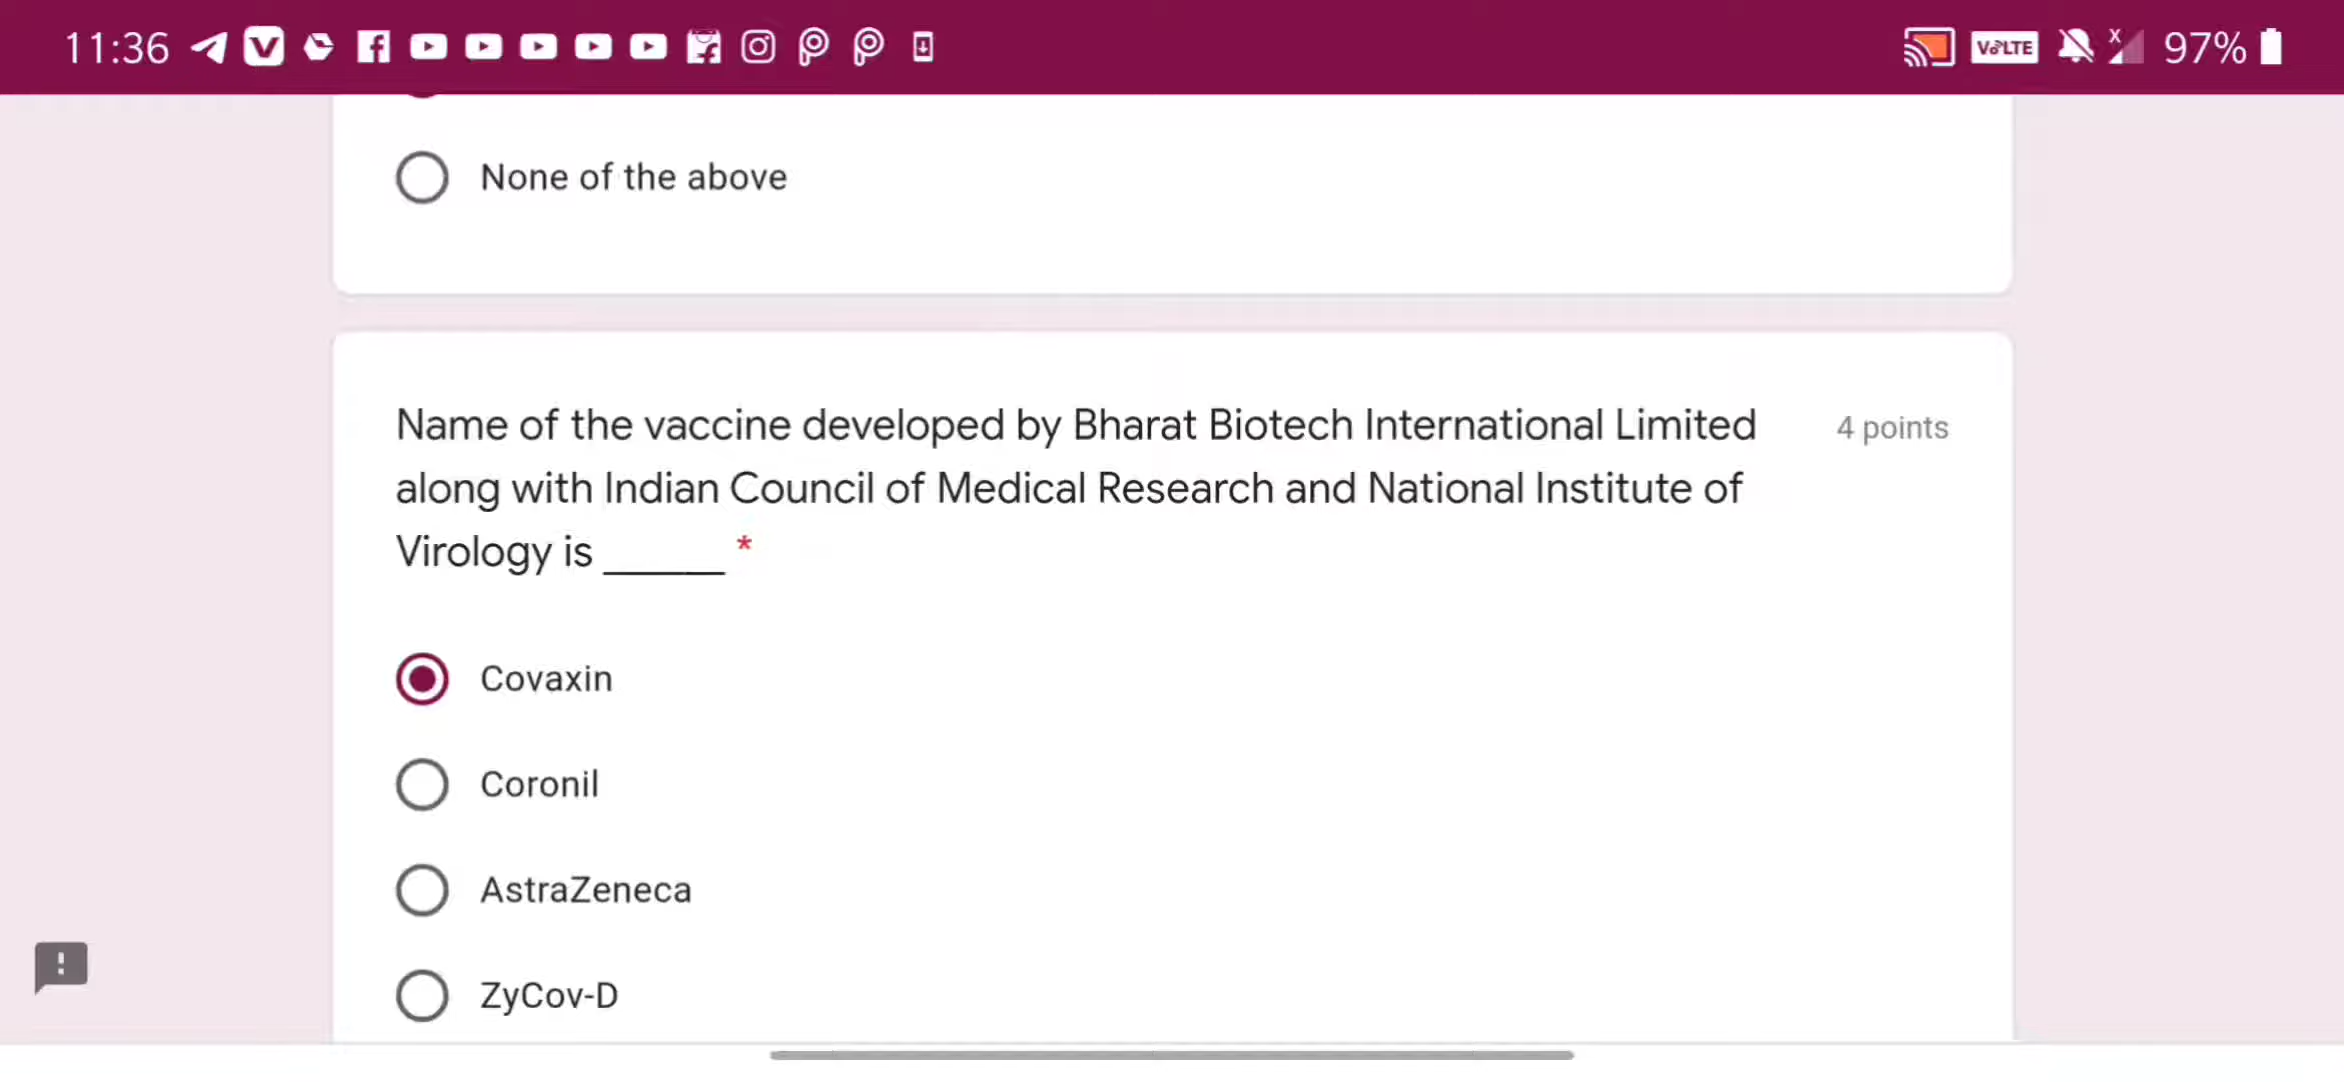 11:36 VoLTE 97%
None of the above
Name of the vaccine developed by Bharat Biotech International Limited 4 points
along with Indian Council of Medical Research and National Institute of
Virology is ______ *
Covaxin
Coronil
AstraZeneca
ZyCov-D